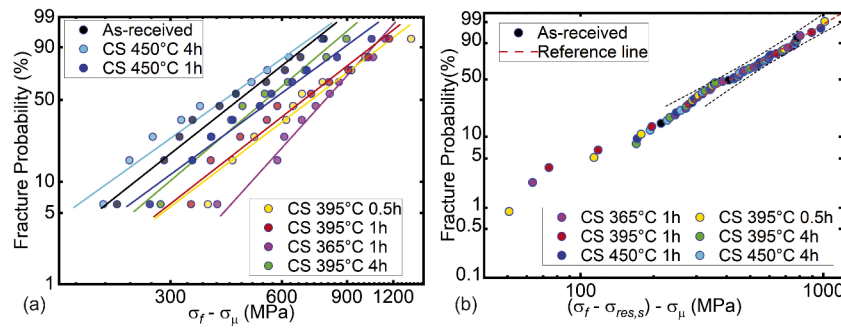 99
90
50
10
5
1
Fracture Probability (%)
As-received
CS 450°C 4h
CS 450°C 1h
CS 395°C 0.5h
CS 395°C 1h
CS 365°C 1h
CS 395°C 4h
300 600 900 1200
(a)
σf - σμ (MPa)
99
90
50
10
5
1
0.5
0.1
Fracture Probability(%)
As-received
Reference line
CS 365°C 1h CS 395°C 0.5h
CS 395°C 1h CS 395°C 4h
CS 450°C 1h CS 450°C 4h
100 1000
(b)
(σf - σres,s) - σμ (MPa)